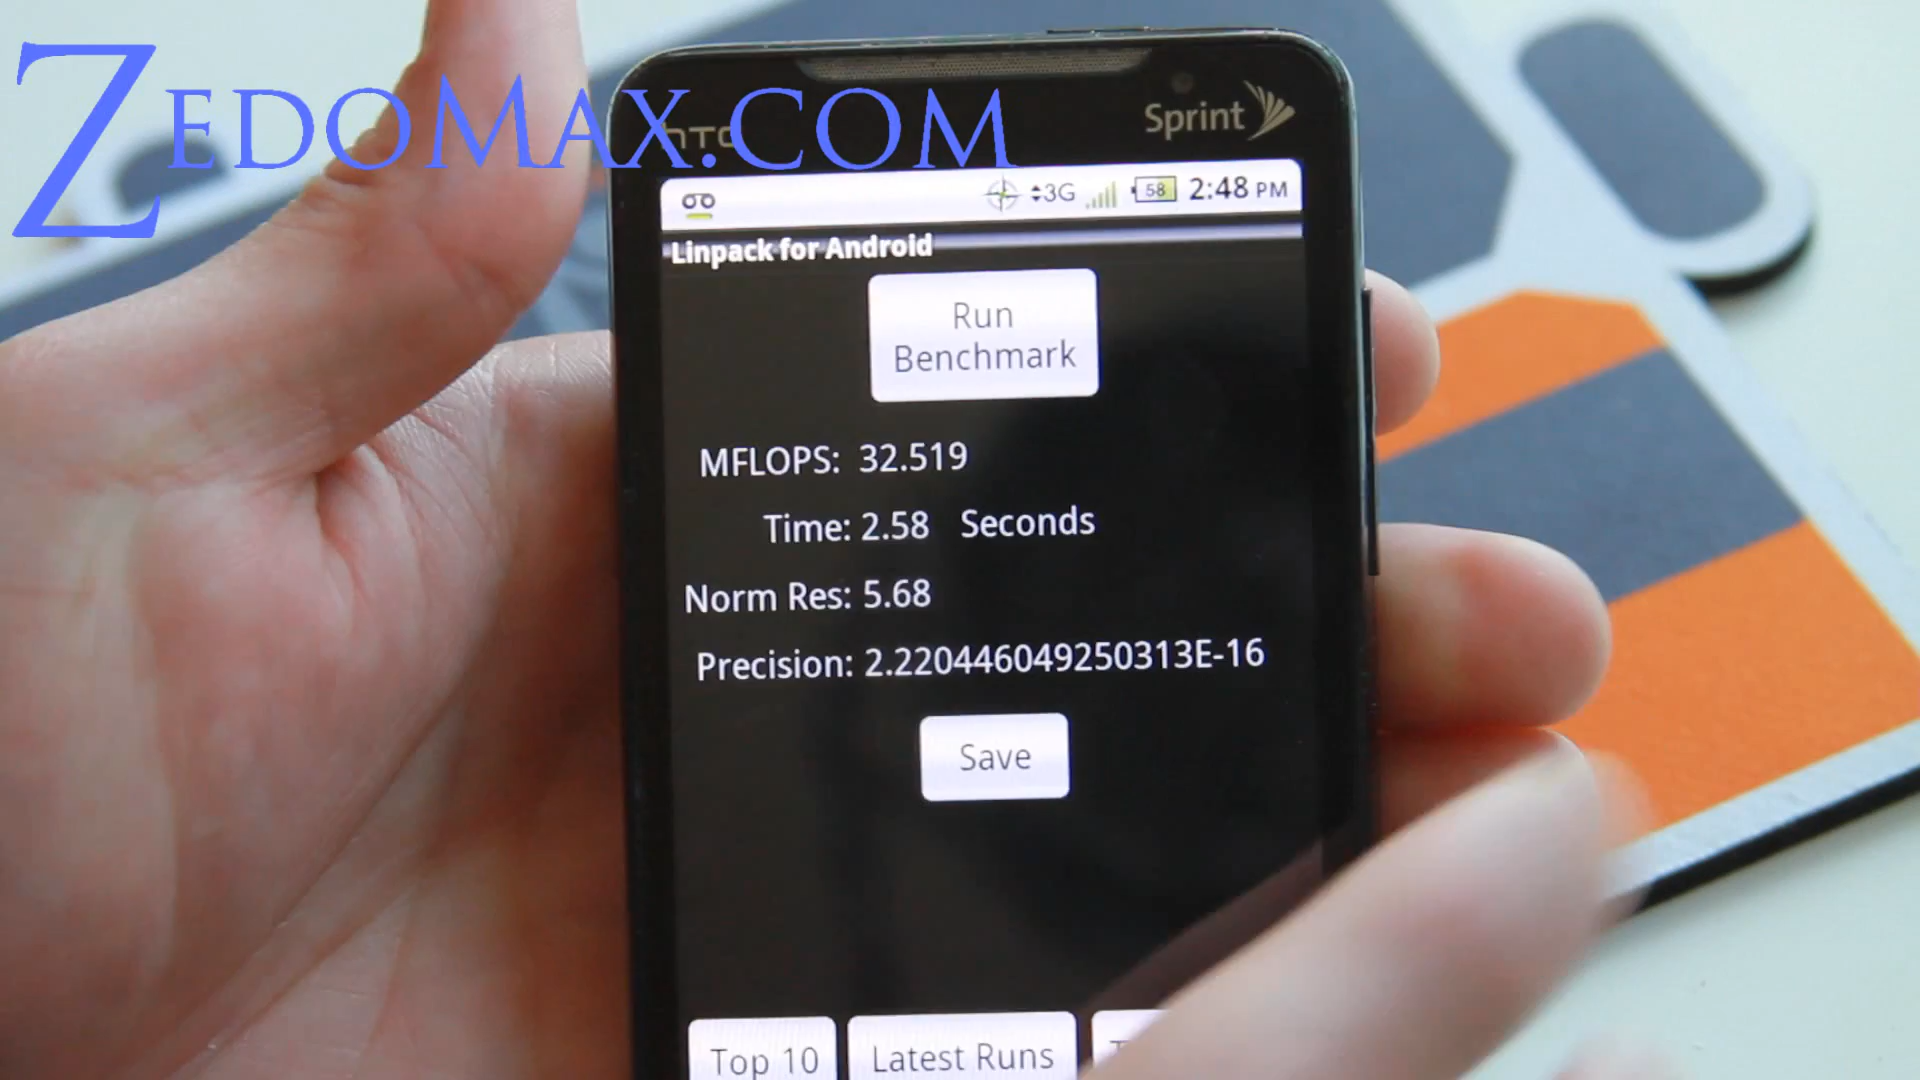 ZEDOMAX.COM
hTC
Sprint
3G 58 2:48 PM
Linpack for Android
Run
Benchmark
MFLOPS: 32.519
Time: 2.58 Seconds
Norm Res: 5.68
Precision: 2.220446049250313E-16
Save
Top 10
Latest Runs